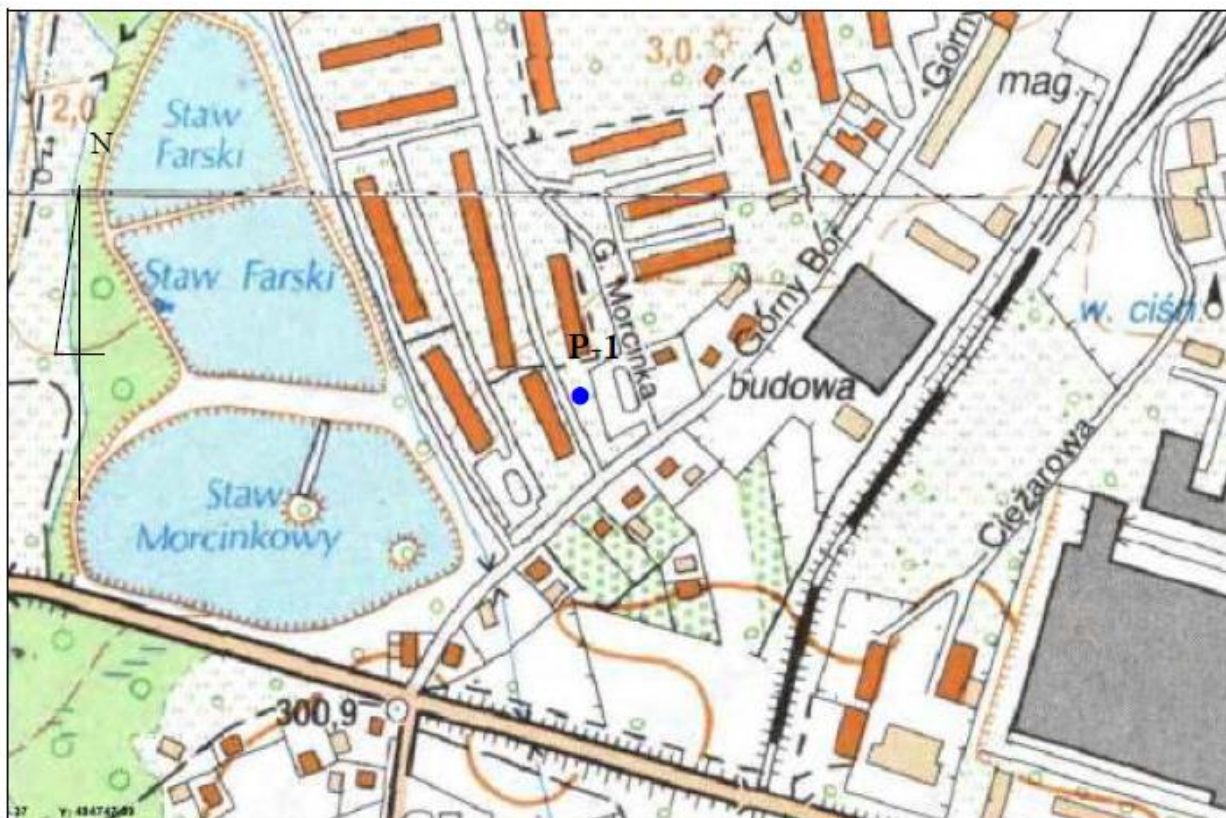 Górny
3,0
mag.
2,0
Staw
Farski
N
G. Morcinka
Górny Bór
Staw Farski
w. ciśn.
P-1
budowa
Ciężarowa
Staw
Morcinkowy
300,9